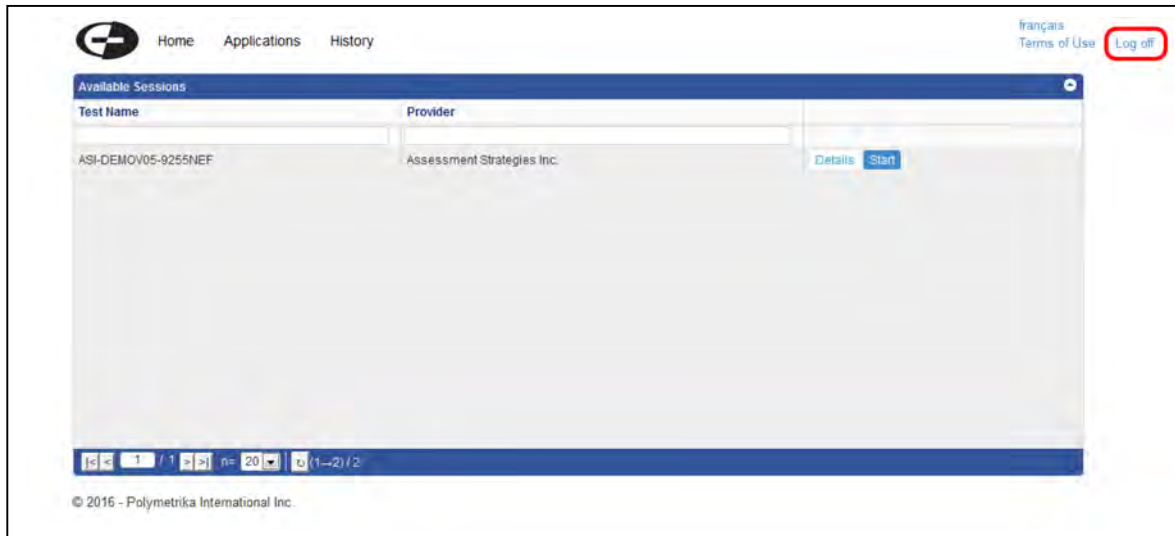 Home Applications History
français
Terms of Use Log off
Available Sessions
Test Name Provider
ASI-DEMOV05-9255NEF Assessment Strategies Inc. Details Start
|< < 1 / 1 > >| n= 20 ↻ (1→2) / 2
© 2016 - Polymetrika International Inc.